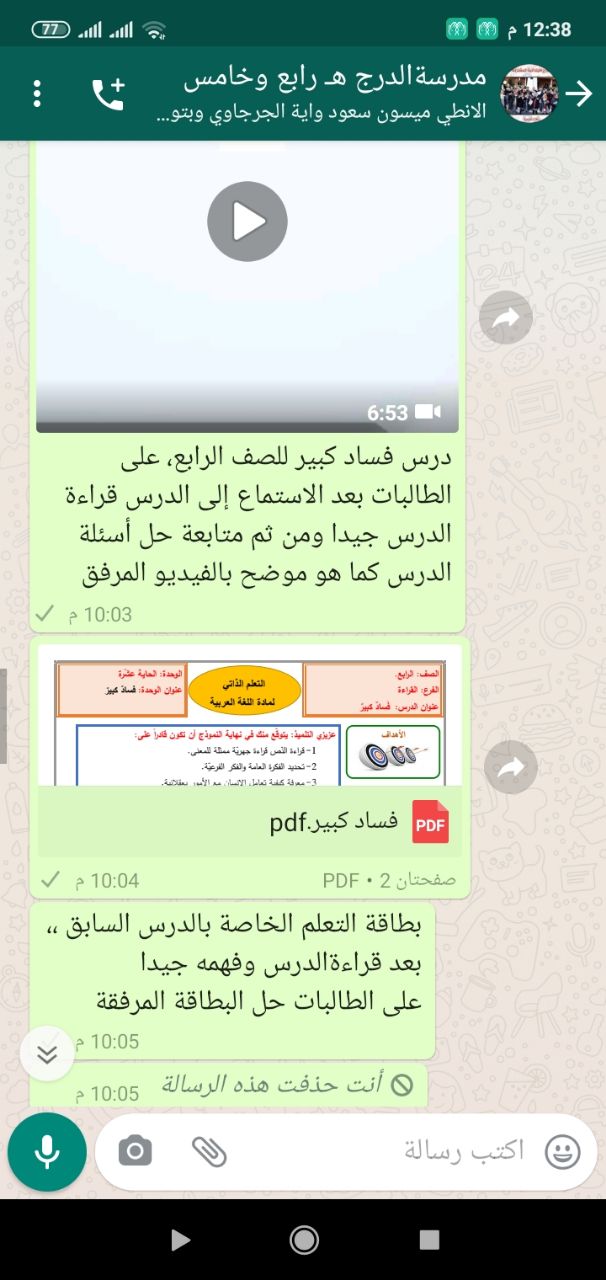 12:38 م
77
مدرسةالدرج هـ رابع وخامس
الانطي ميسون سعود واية الجرجاوي وبتو...
6:53
درس فساد كبير للصف الرابع، على
الطالبات بعد الاستماع إلى الدرس قراءة
الدرس جيدا ومن ثم متابعة حل أسئلة
الدرس كما هو موضح بالفيديو المرفق
10:03 م
الصف: الرابع.
الفرع: القراءة
عنوان الدرس: فسادٌ كبيرٌ
التعلم الذاتي
لمادة اللغة العربية
الوحدة: الحاية عشرة
عنوان الوحدة: فسادٌ كبيرٌ
الأهداف
عزيزي التلميذ: يتوقع منك في نهاية النموذج أن تكون قادراً على:
1- قراءة النص قراءة جهريّة ممثلة للمعنى.
2- تحديد الفكرة العامة والفكر الفرعيّة.
3- معرفة كيفية تعامل الإنسان مع الأمور بعقلانية.
PDF
فساد كبير.pdf
صفحتان 2 • PDF
10:04 م
بطاقة التعلم الخاصة بالدرس السابق ،،
بعد قراءةالدرس وفهمه جيدا
على الطالبات حل البطاقة المرفقة
10:05 م
أنت حذفت هذه الرسالة
10:05 م
اكتب رسالة